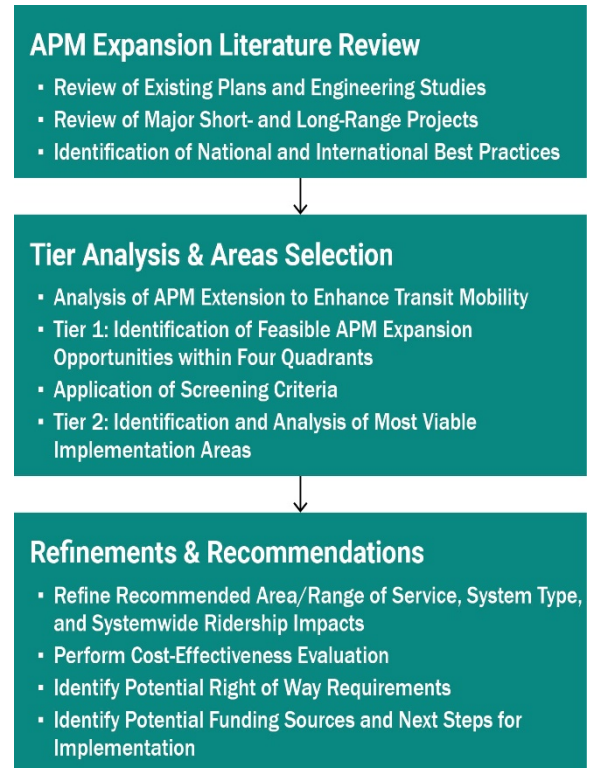 APM Expansion Literature Review
▪ Review of Existing Plans and Engineering Studies
▪ Review of Major Short- and Long-Range Projects
▪ Identification of National and International Best Practices
Tier Analysis & Areas Selection
▪ Analysis of APM Extension to Enhance Transit Mobility
▪ Tier 1: Identification of Feasible APM Expansion
Opportunities within Four Quadrants
▪ Application of Screening Criteria
▪ Tier 2: Identification and Analysis of Most Viable
Implementation Areas
Refinements & Recommendations
▪ Refine Recommended Area/Range of Service, System Type,
and Systemwide Ridership Impacts
▪ Perform Cost-Effectiveness Evaluation
▪ Identify Potential Right of Way Requirements
▪ Identify Potential Funding Sources and Next Steps for
Implementation